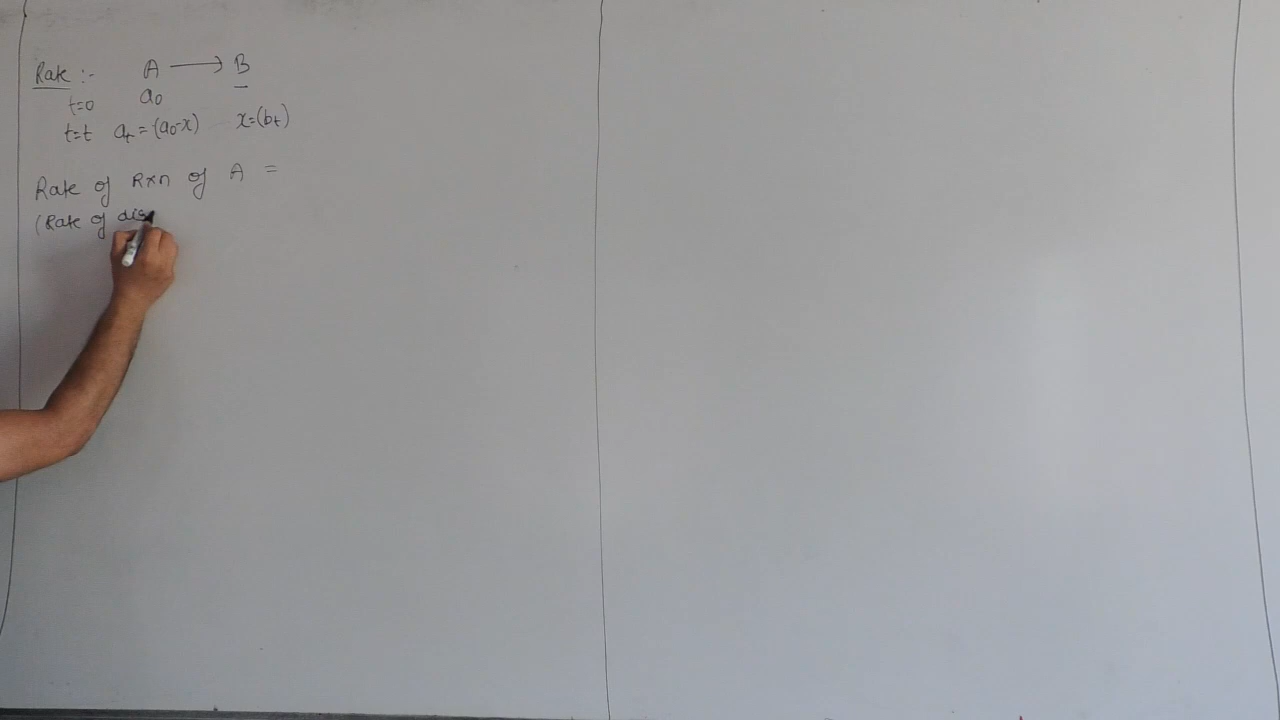 Rate :- A ⟶ B
t=0 a₀ —
t=t aₜ = (a₀-x) x=(bₜ)
Rate of Rxn of A =
(Rate of dis